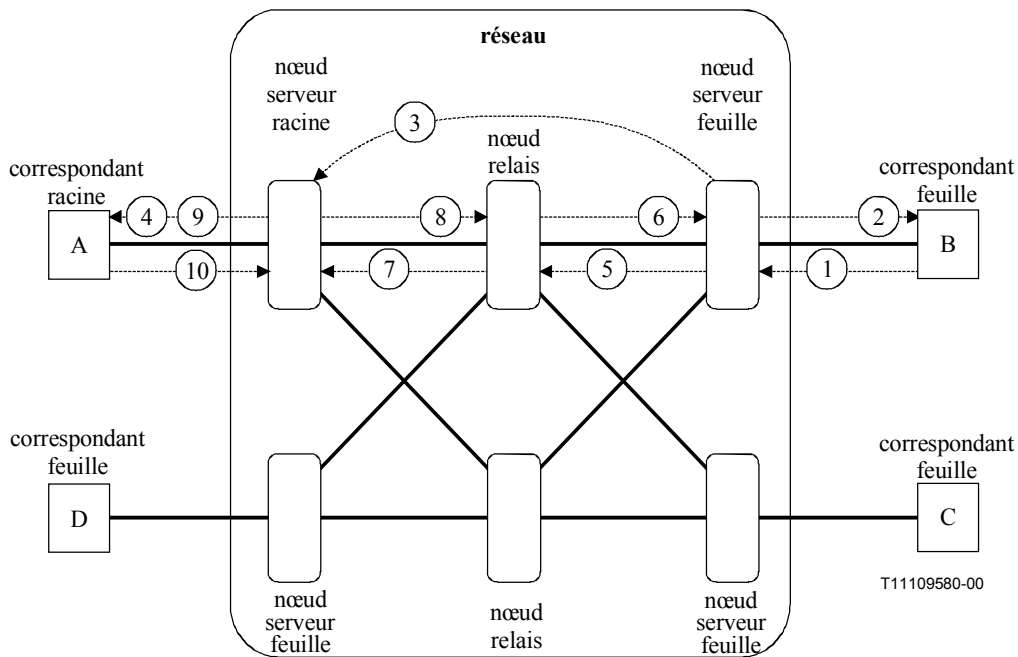 réseau
nœud
serveur
racine
nœud
serveur
feuille
3
nœud
relais
correspondant
racine
correspondant
feuille
4
9
8
6
2
A
B
10
7
5
1
correspondant
feuille
correspondant
feuille
D
C
T11109580-00
nœud
serveur
feuille
nœud
relais
nœud
serveur
feuille